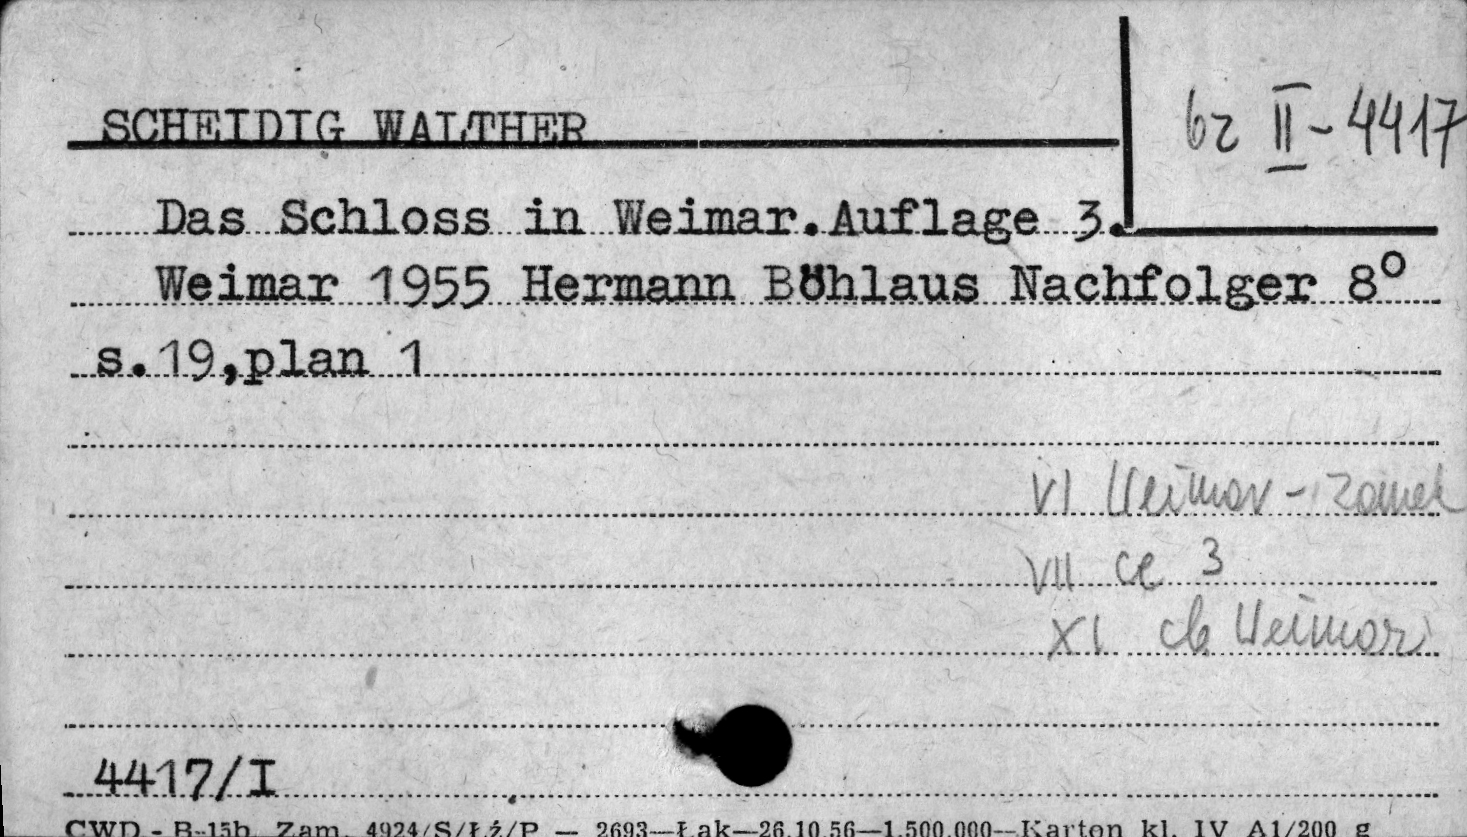 SCHEIDIG WALTHER
bz II-4417
Das Schloss in Weimar.Auflage 3.
Weimar 1955 Hermann Böhlaus Nachfolger 8°
s.19,plan 1
VI Weimar - zamek
VII ce 3
XI cb Weimar
4417/I
CWD - B-15b. Zam. 4924/S/Łź/P — 2693—Łak—26.10.56—1.500.000—Karton kl. IV A1/200 g